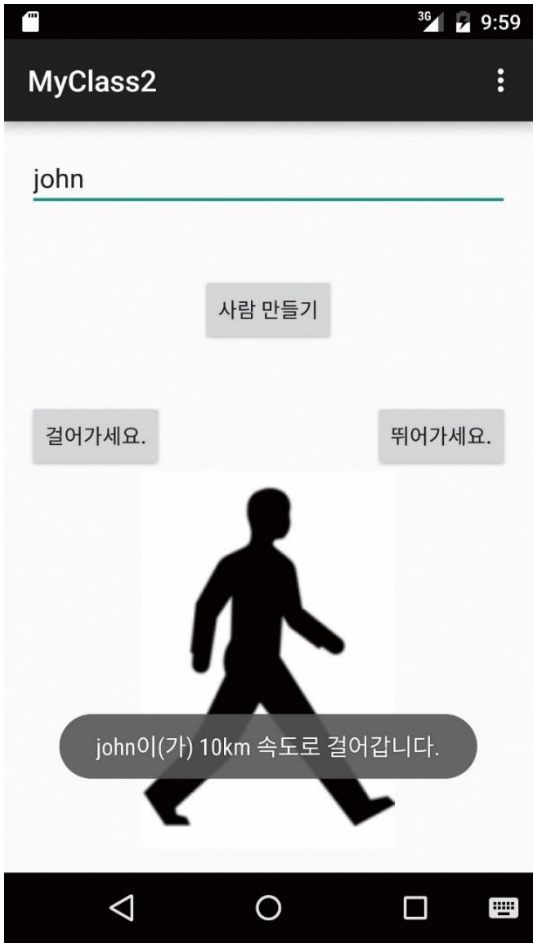 3G 9:59
MyClass2
john
사람 만들기
걸어가세요. 뛰어가세요.
john이(가) 10km 속도로 걸어갑니다.